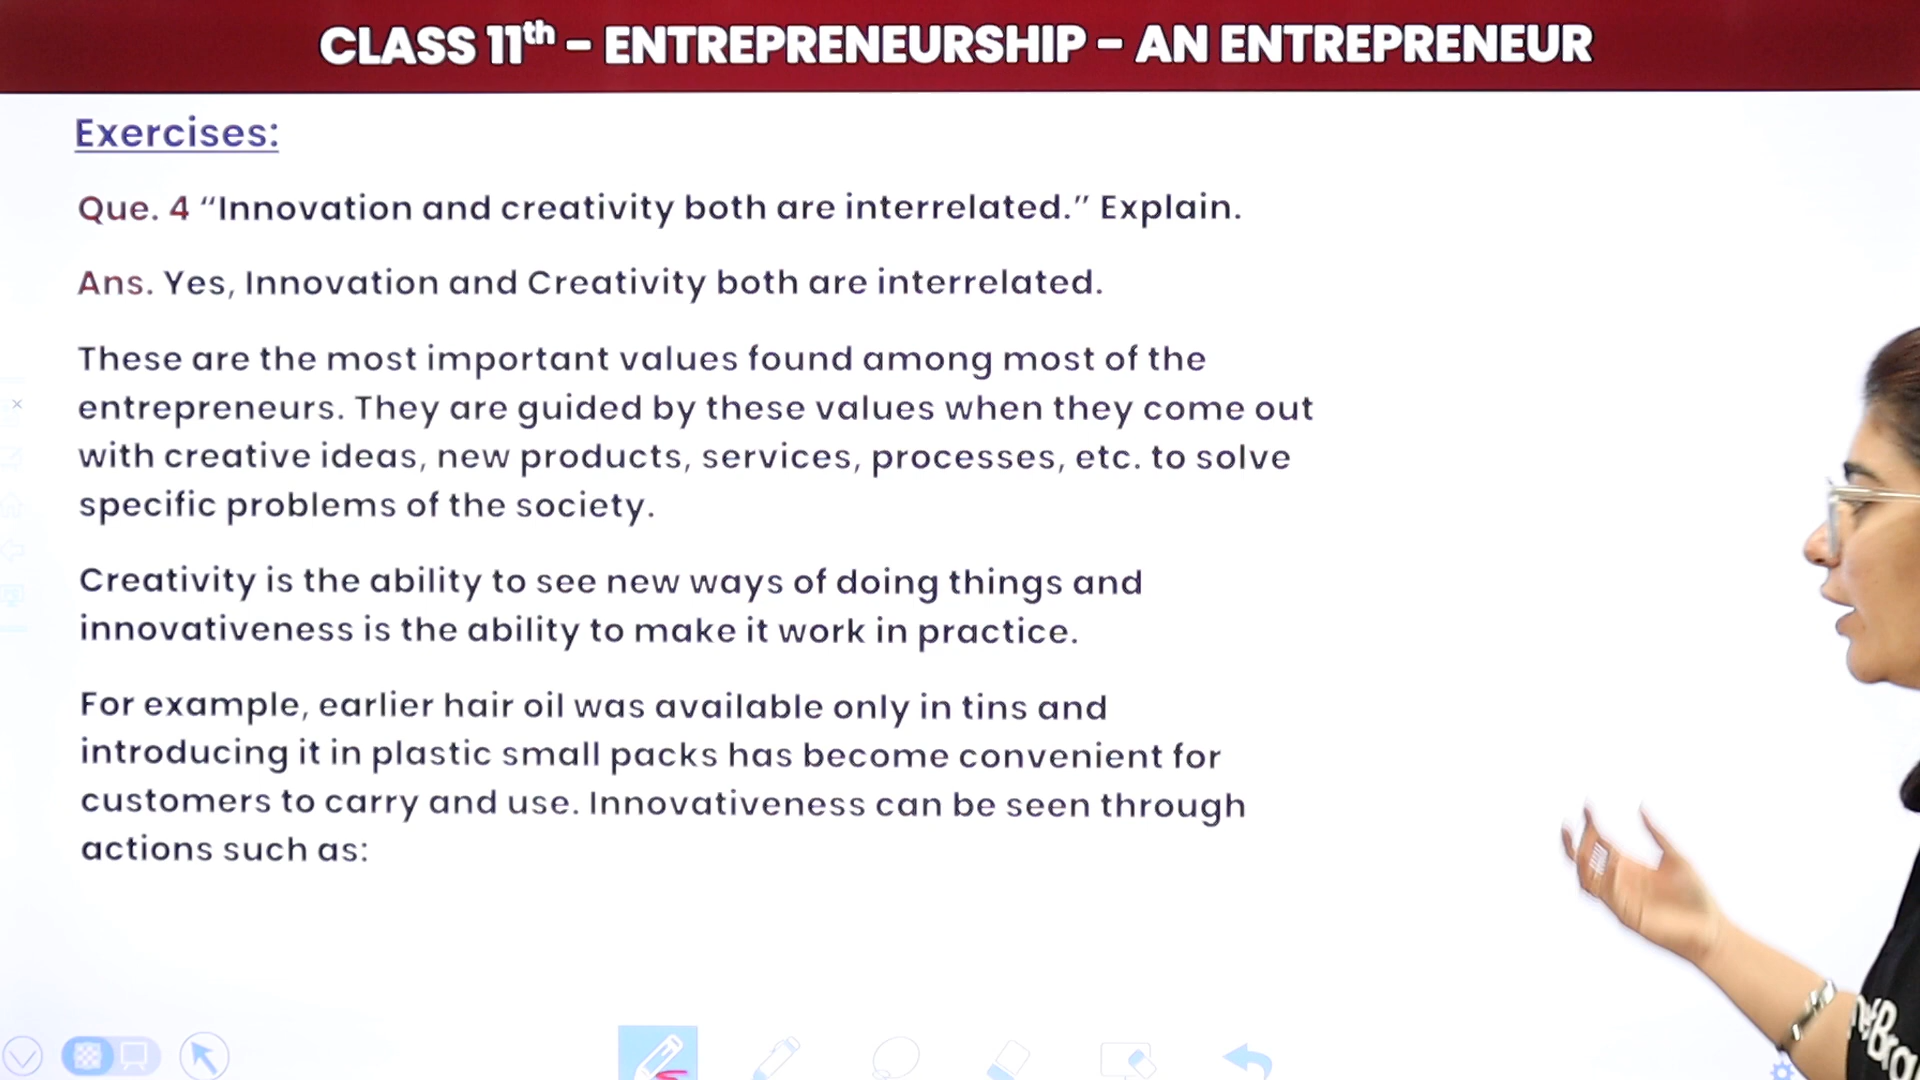 CLASS 11th – ENTREPRENEURSHIP – AN ENTREPRENEUR
Exercises:
Que. 4 “Innovation and creativity both are interrelated.” Explain.
Ans. Yes, Innovation and Creativity both are interrelated.
These are the most important values found among most of the
entrepreneurs. They are guided by these values when they come out
with creative ideas, new products, services, processes, etc. to solve
specific problems of the society.
Creativity is the ability to see new ways of doing things and
innovativeness is the ability to make it work in practice.
For example, earlier hair oil was available only in tins and
introducing it in plastic small packs has become convenient for
customers to carry and use. Innovativeness can be seen through
actions such as: